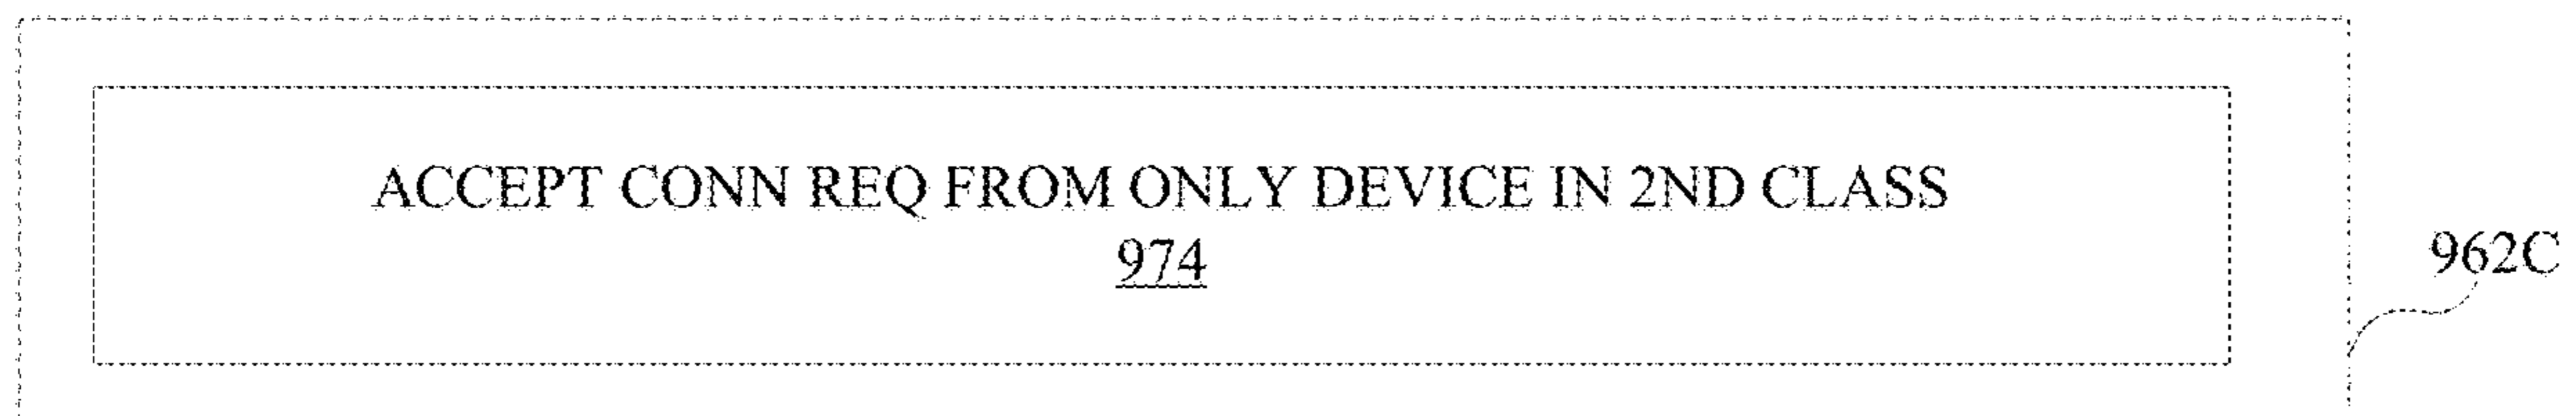 ACCEPT CONN REQ FROM ONLY DEVICE IN 2ND CLASS
974
962C